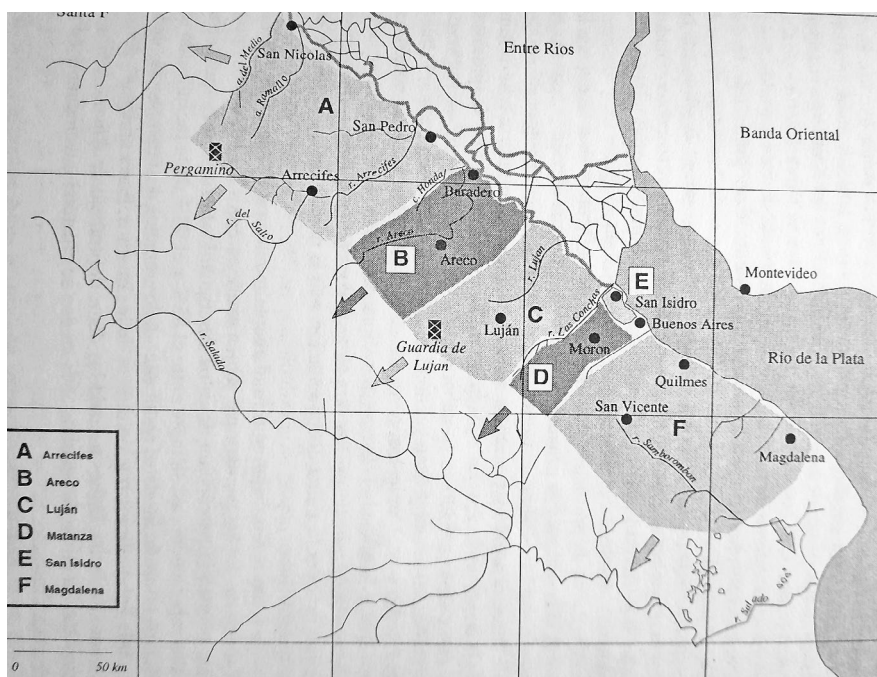 Santa F
Entre Rios
Banda Oriental
San Nicolas
a. del Medio
a. Ramallo
A
San Pedro
Pergamino
Arrecifes
r. Arrecifes
c. Honda
Baradero
r. del
Salto
r. Areco
Areco
B
r. Lujan
Montevideo
E
San Isidro
Buenos Aires
r. Las Conchas
C
Luján
Moron
Guardia de
Lujan
Río de la Plata
r. Salado
D
Quilmes
San Vicente
F
r. Samborombon
Magdalena
A Arrecifes
B Areco
C Luján
D Matanza
E San Isidro
F Magdalena
r. Salado
0 50 km